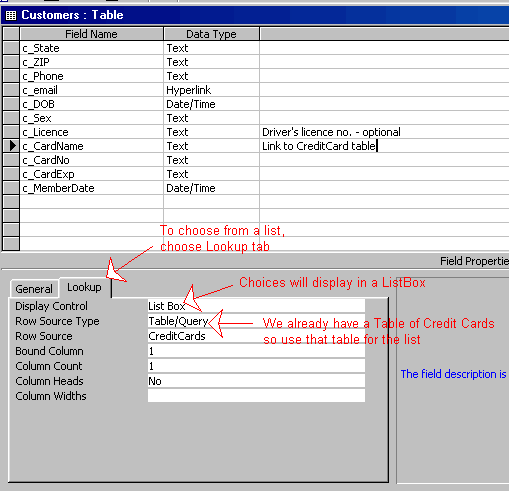 Customers : Table
Field Name Data Type
c_State Text
c_ZIP Text
c_Phone Text
c_email Hyperlink
c_DOB Date/Time
c_Sex Text
c_Licence Text Driver's licence no. - optional
c_CardName Text Link to CreditCard table
c_CardNo Text
c_CardExp Text
c_MemberDate Date/Time
To choose from a list,
choose Lookup tab
Field Propertie
General Lookup
Choices will display in a ListBox
Display Control List Box
Row Source Type Table/Query
We already have a Table of Credit Cards
Row Source CreditCards
so use that table for the list
Bound Column 1
Column Count 1
Column Heads No
Column Widths
The field description is